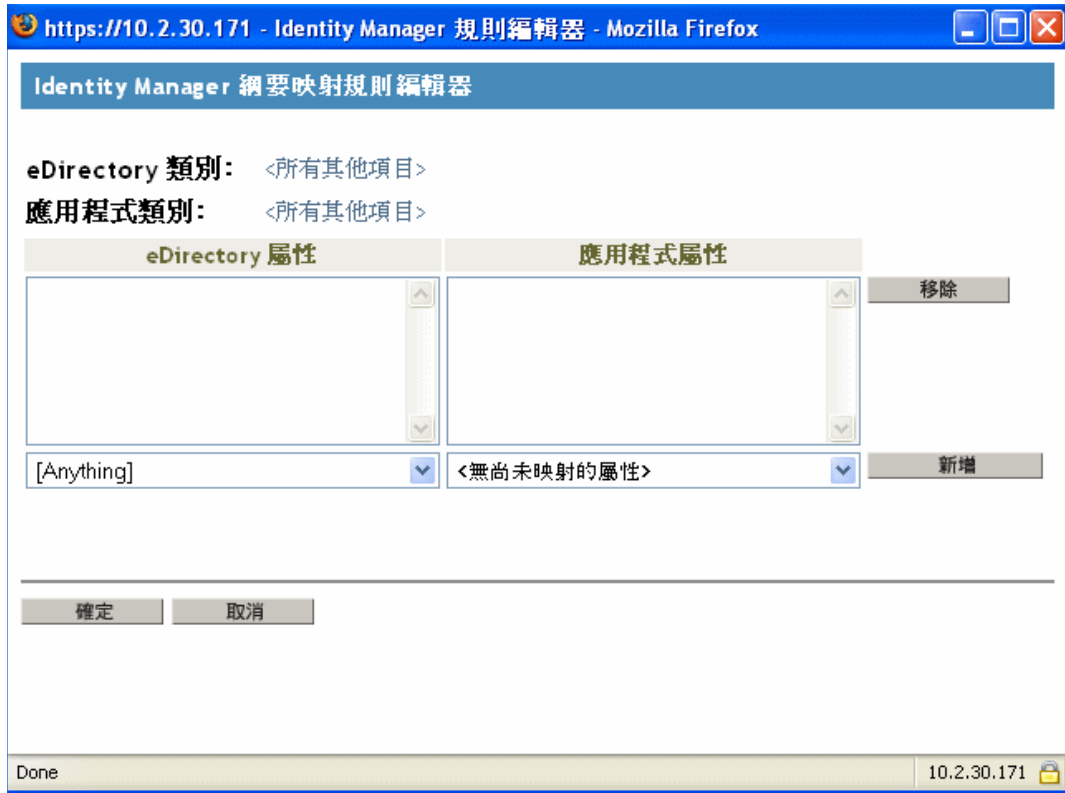 https://10.2.30.171 - Identity Manager 規則編輯器 - Mozilla Firefox
Identity Manager 綱要映射規則編輯器
eDirectory 類別: <所有其他項目>
應用程式類別: <所有其他項目>
eDirectory 屬性 應用程式屬性
移除
[Anything] <無尚未映射的屬性> 新增
確定 取消
Done 10.2.30.171